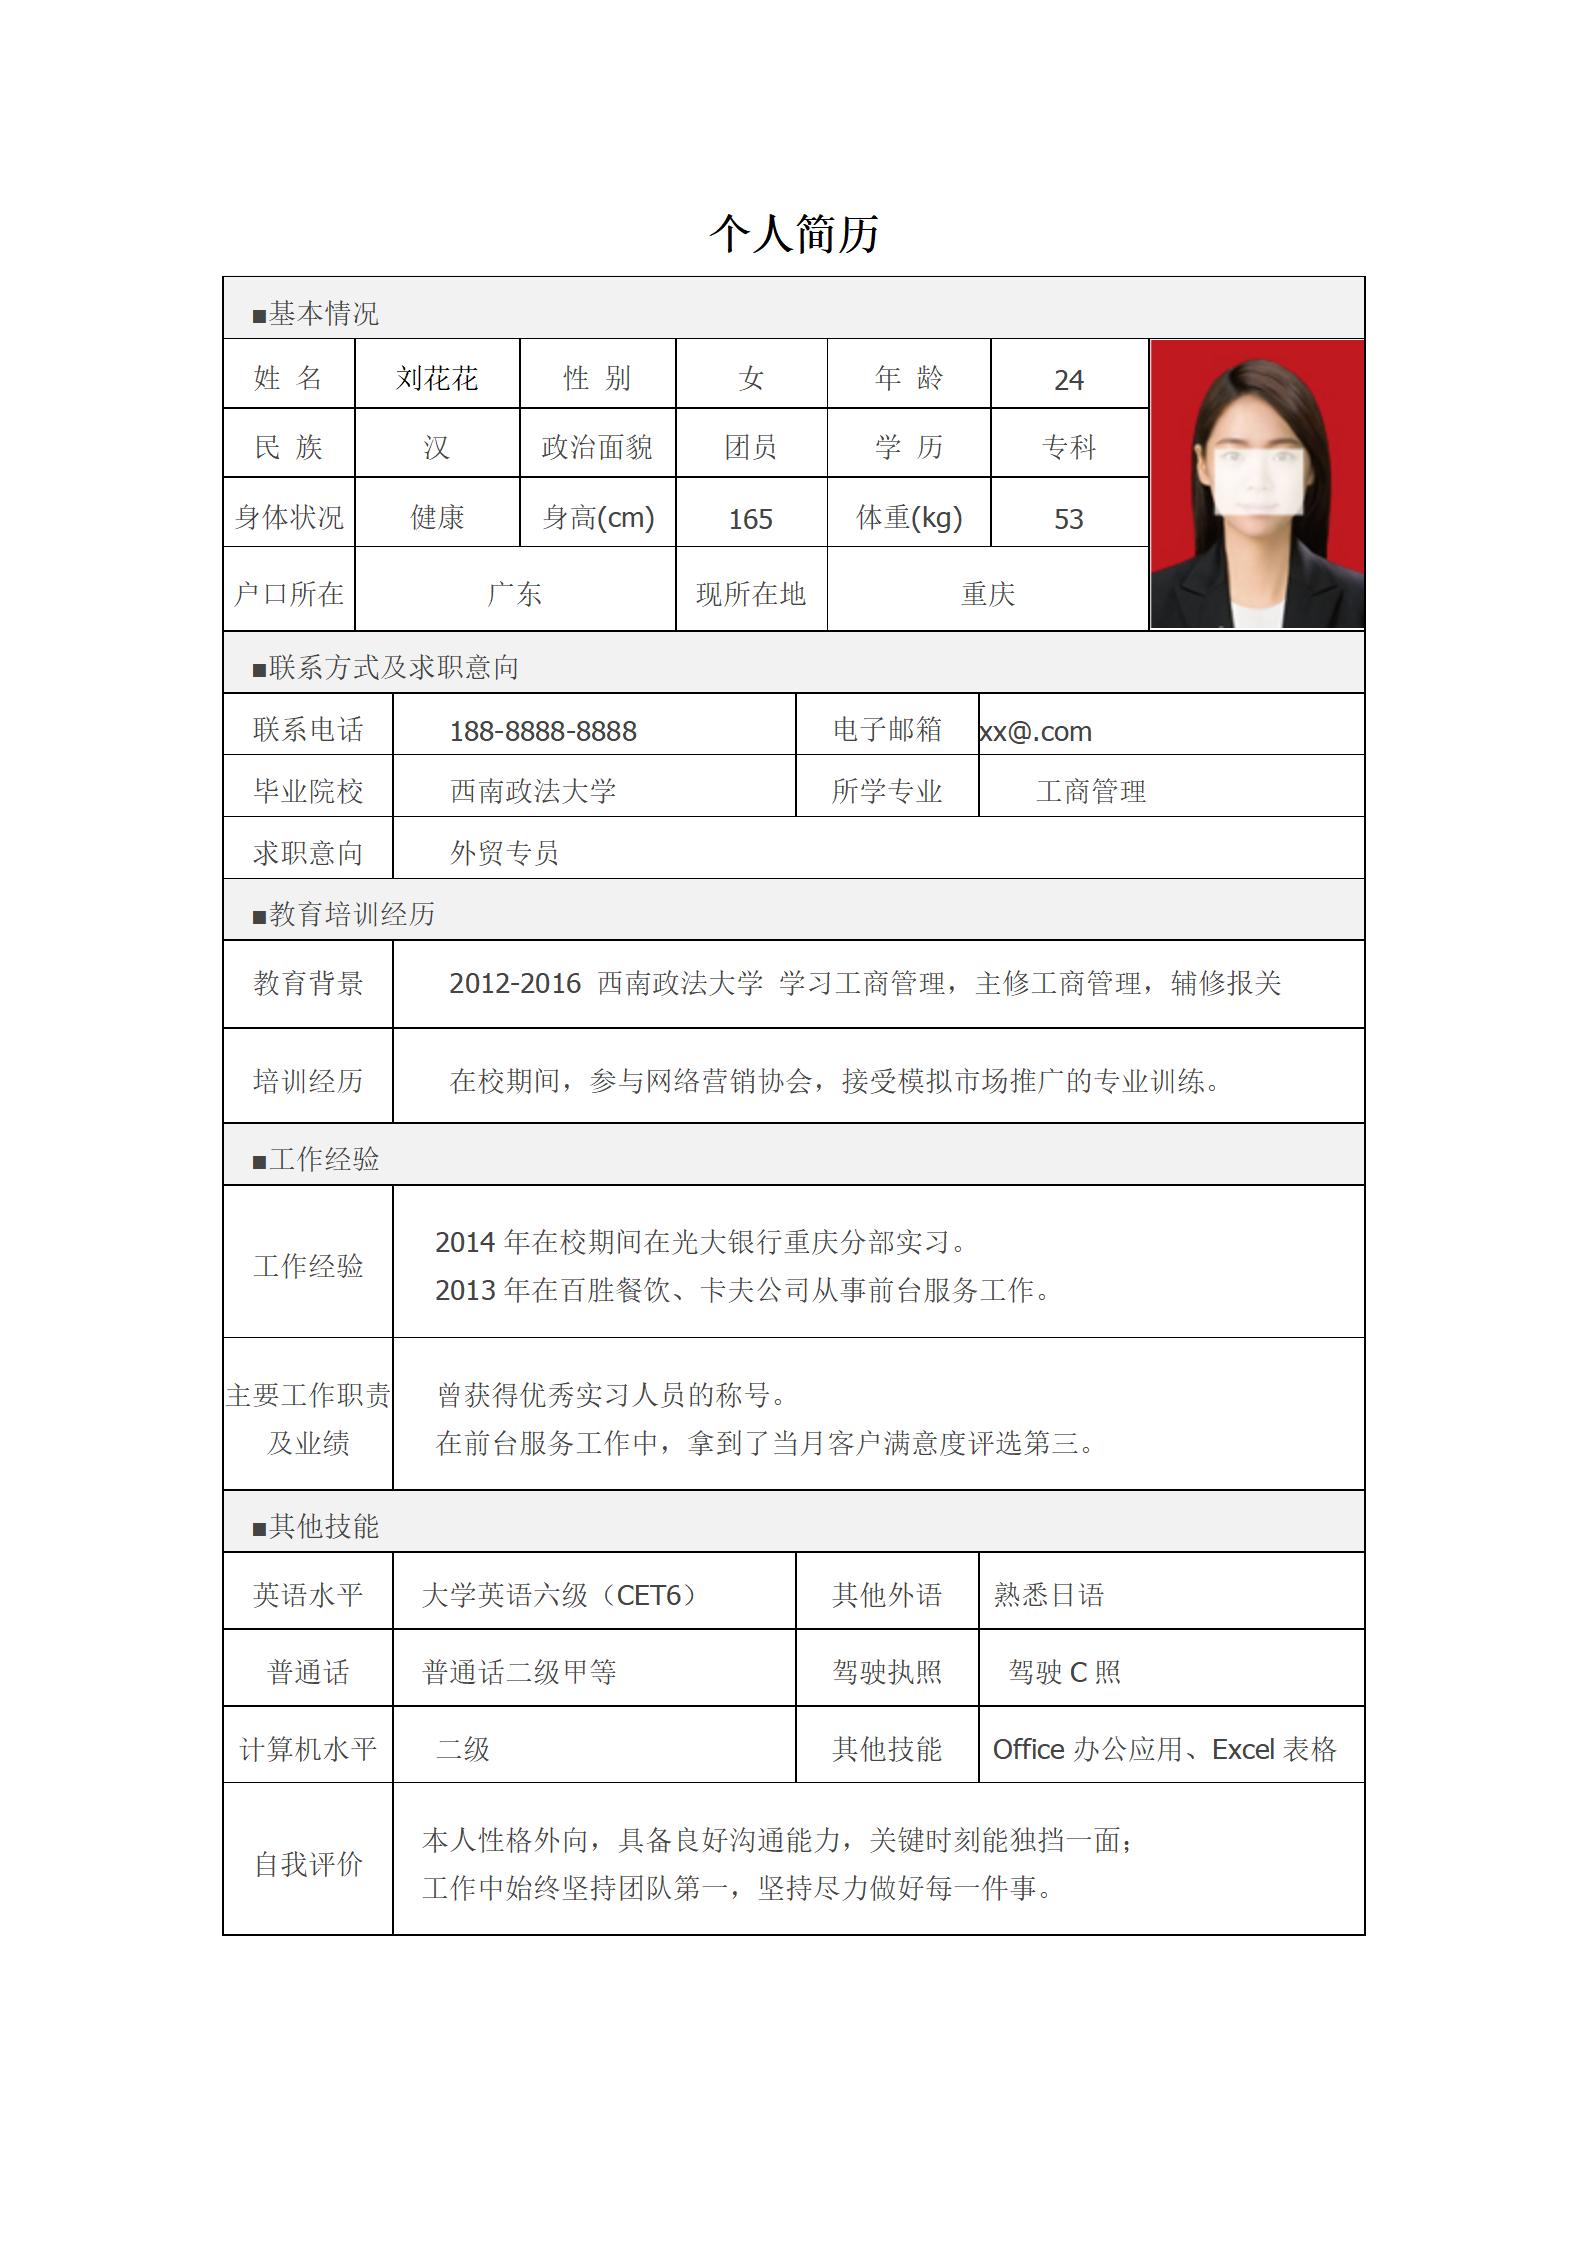 个人简历
■基本情况
姓 名 刘花花 性 别 女 年 龄 24
民 族 汉 政治面貌 团员 学 历 专科
身体状况 健康 身高(cm) 165 体重(kg) 53
户口所在 广东 现所在地 重庆
■联系方式及求职意向
联系电话 188-8888-8888 电子邮箱 xx@.com
毕业院校 西南政法大学 所学专业 工商管理
求职意向 外贸专员
■教育培训经历
教育背景 2012-2016 西南政法大学 学习工商管理，主修工商管理，辅修报关
培训经历 在校期间，参与网络营销协会，接受模拟市场推广的专业训练。
■工作经验
工作经验
2014 年在校期间在光大银行重庆分部实习。
2013 年在百胜餐饮、卡夫公司从事前台服务工作。
主要工作职责
及业绩
曾获得优秀实习人员的称号。
在前台服务工作中，拿到了当月客户满意度评选第三。
■其他技能
英语水平 大学英语六级（CET6） 其他外语 熟悉日语
普通话 普通话二级甲等 驾驶执照 驾驶 C 照
计算机水平 二级 其他技能 Office 办公应用、Excel 表格
自我评价
本人性格外向，具备良好沟通能力，关键时刻能独挡一面；
工作中始终坚持团队第一，坚持尽力做好每一件事。